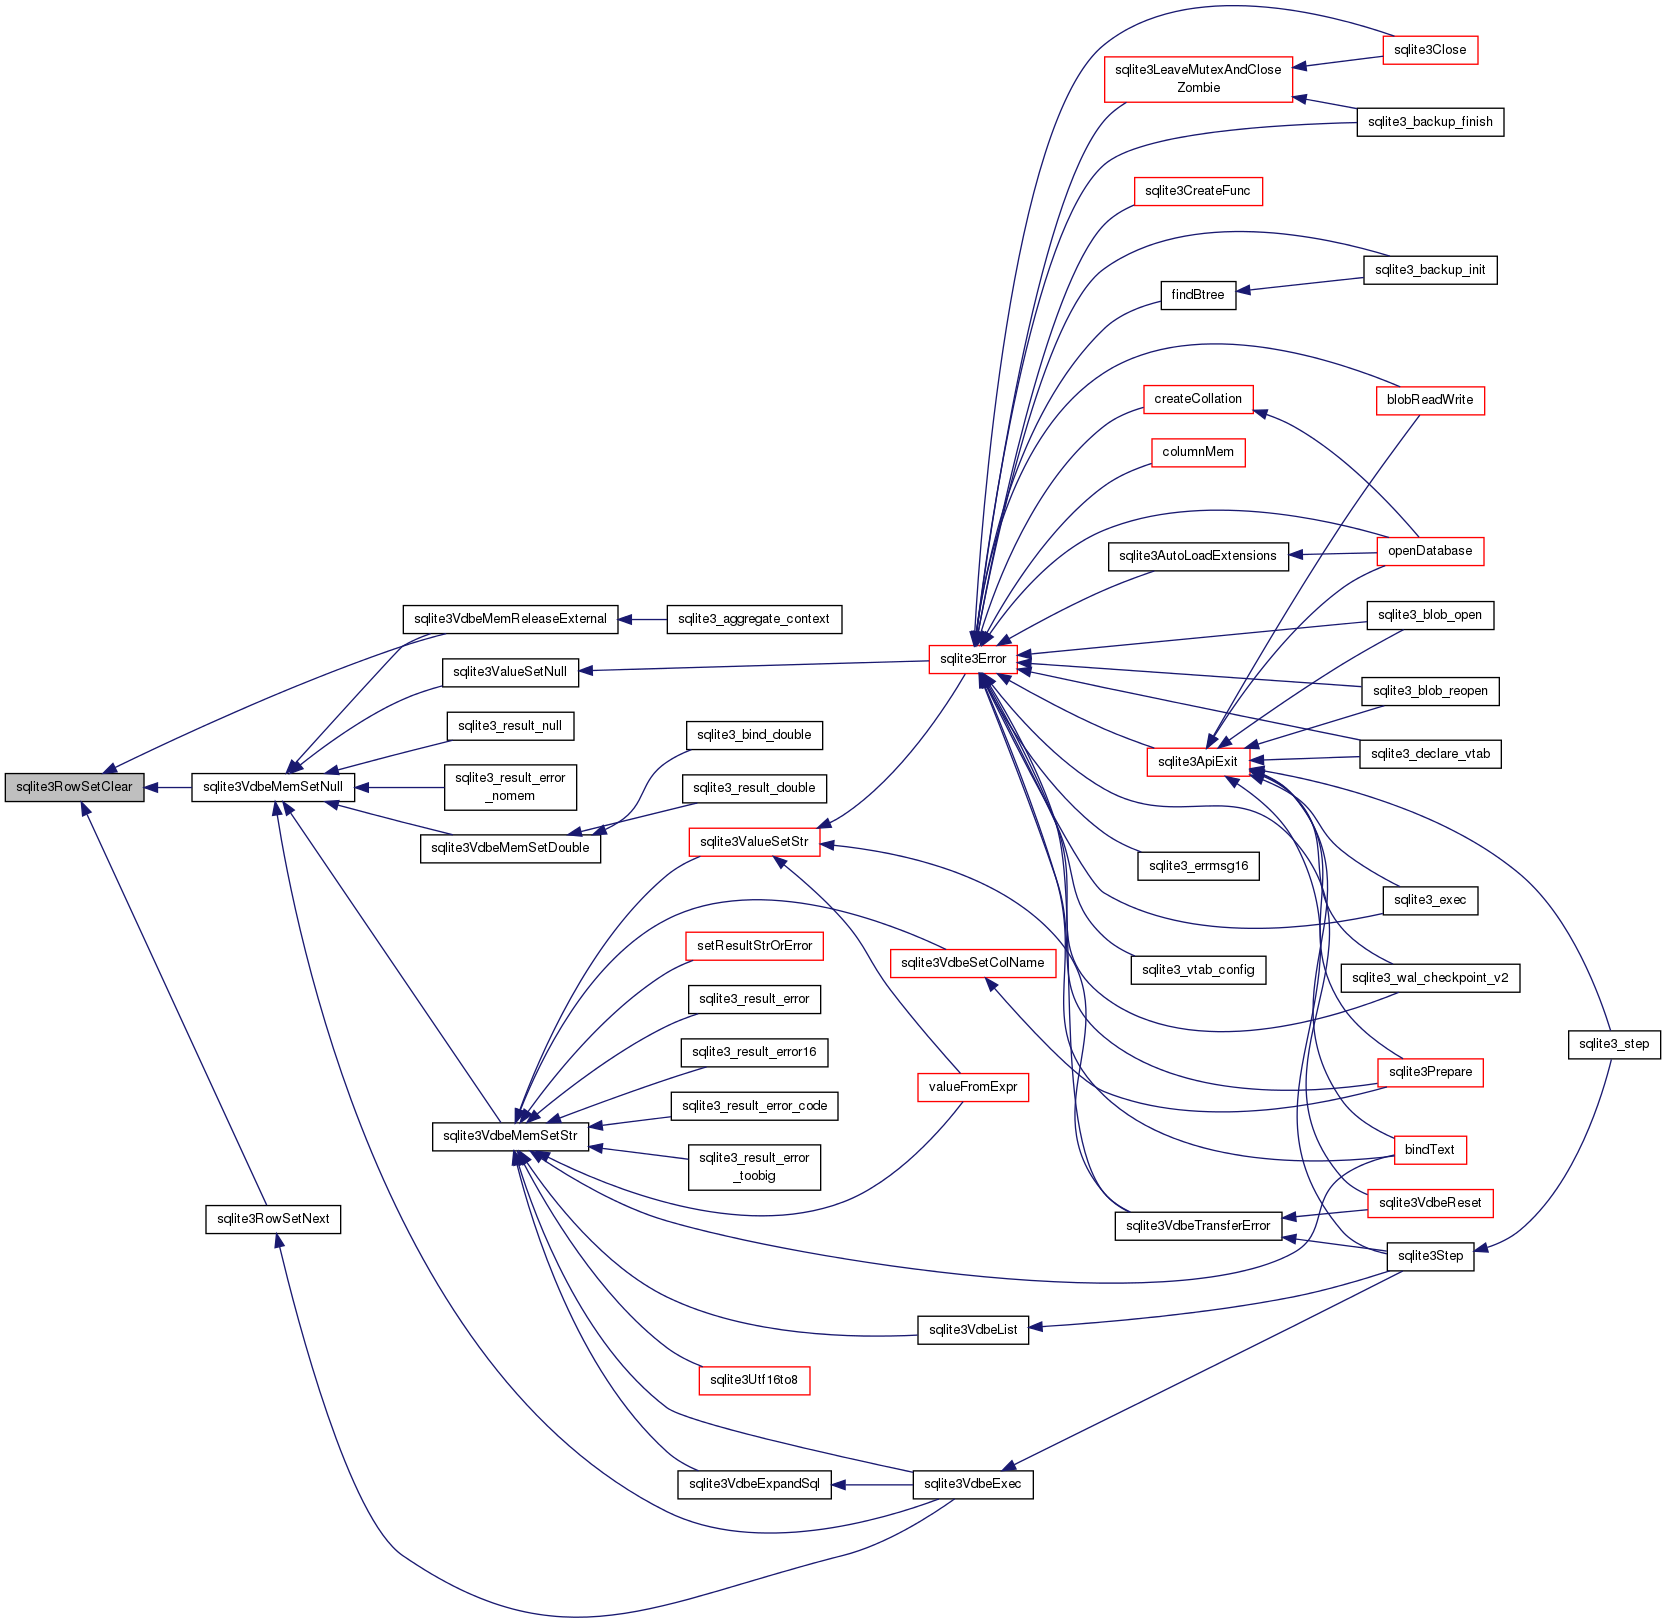 sqlite3Close
sqlite3LeaveMutexAndClose
Zombie
sqlite3_backup_finish
sqlite3CreateFunc
sqlite3_backup_init
findBtree
blobReadWrite
createCollation
columnMem
openDatabase
sqlite3AutoLoadExtensions
sqlite3_blob_open
sqlite3VdbeMemReleaseExternal
sqlite3_aggregate_context
sqlite3Error
sqlite3ValueSetNull
sqlite3_blob_reopen
sqlite3_result_null
sqlite3_bind_double
sqlite3_declare_vtab
sqlite3ApiExit
sqlite3RowSetClear
sqlite3VdbeMemSetNull
sqlite3_result_error
_nomem
sqlite3_result_double
sqlite3VdbeMemSetDouble
sqlite3ValueSetStr
sqlite3_errmsg16
sqlite3_exec
setResultStrOrError
sqlite3VdbeSetColName
sqlite3_vtab_config
sqlite3_wal_checkpoint_v2
sqlite3_result_error
sqlite3_result_error16
sqlite3_step
valueFromExpr
sqlite3Prepare
sqlite3_result_error_code
sqlite3VdbeMemSetStr
sqlite3_result_error
_toobig
bindText
sqlite3VdbeReset
sqlite3RowSetNext
sqlite3VdbeTransferError
sqlite3Step
sqlite3VdbeList
sqlite3Utf16to8
sqlite3VdbeExpandSql
sqlite3VdbeExec